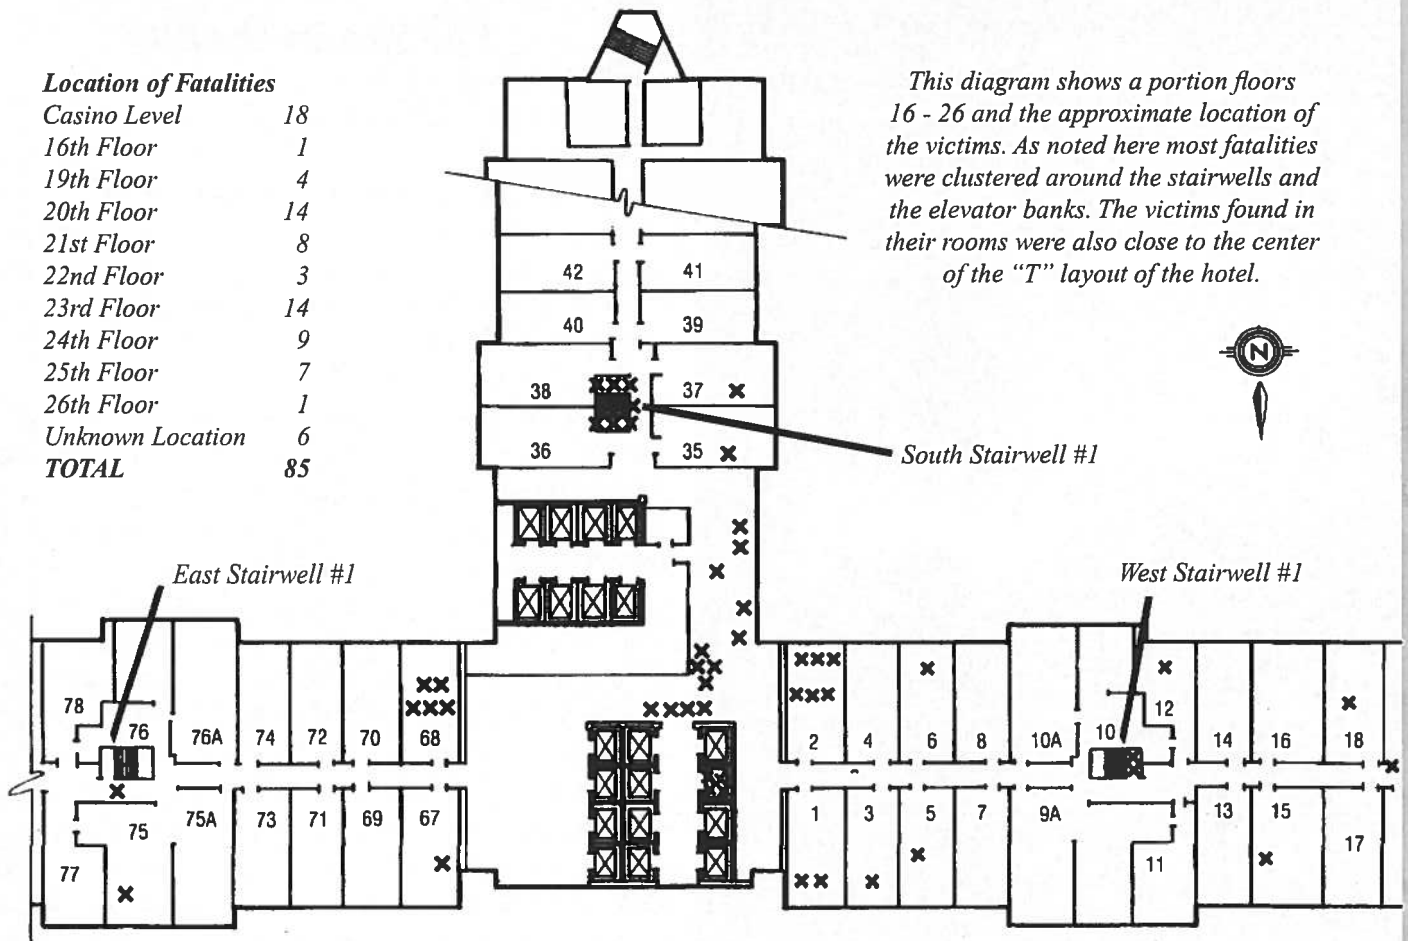 Location of Fatalities
Casino Level 18
16th Floor 1
19th Floor 4
20th Floor 14
21st Floor 8
22nd Floor 3
23rd Floor 14
24th Floor 9
25th Floor 7
26th Floor 1
Unknown Location 6
TOTAL 85
This diagram shows a portion floors
16 - 26 and the approximate location of
the victims. As noted here most fatalities
were clustered around the stairwells and
the elevator banks. The victims found in
their rooms were also close to the center
of the “T” layout of the hotel.
N
42 41
40 39
38 37
36 35
South Stairwell #1
East Stairwell #1
West Stairwell #1
78 76 76A 74 72 70 68
2 4 6 8 10A 10 12 14 16 18
77 75 75A 73 71 69 67
1 3 5 7 9A 11 13 15 17